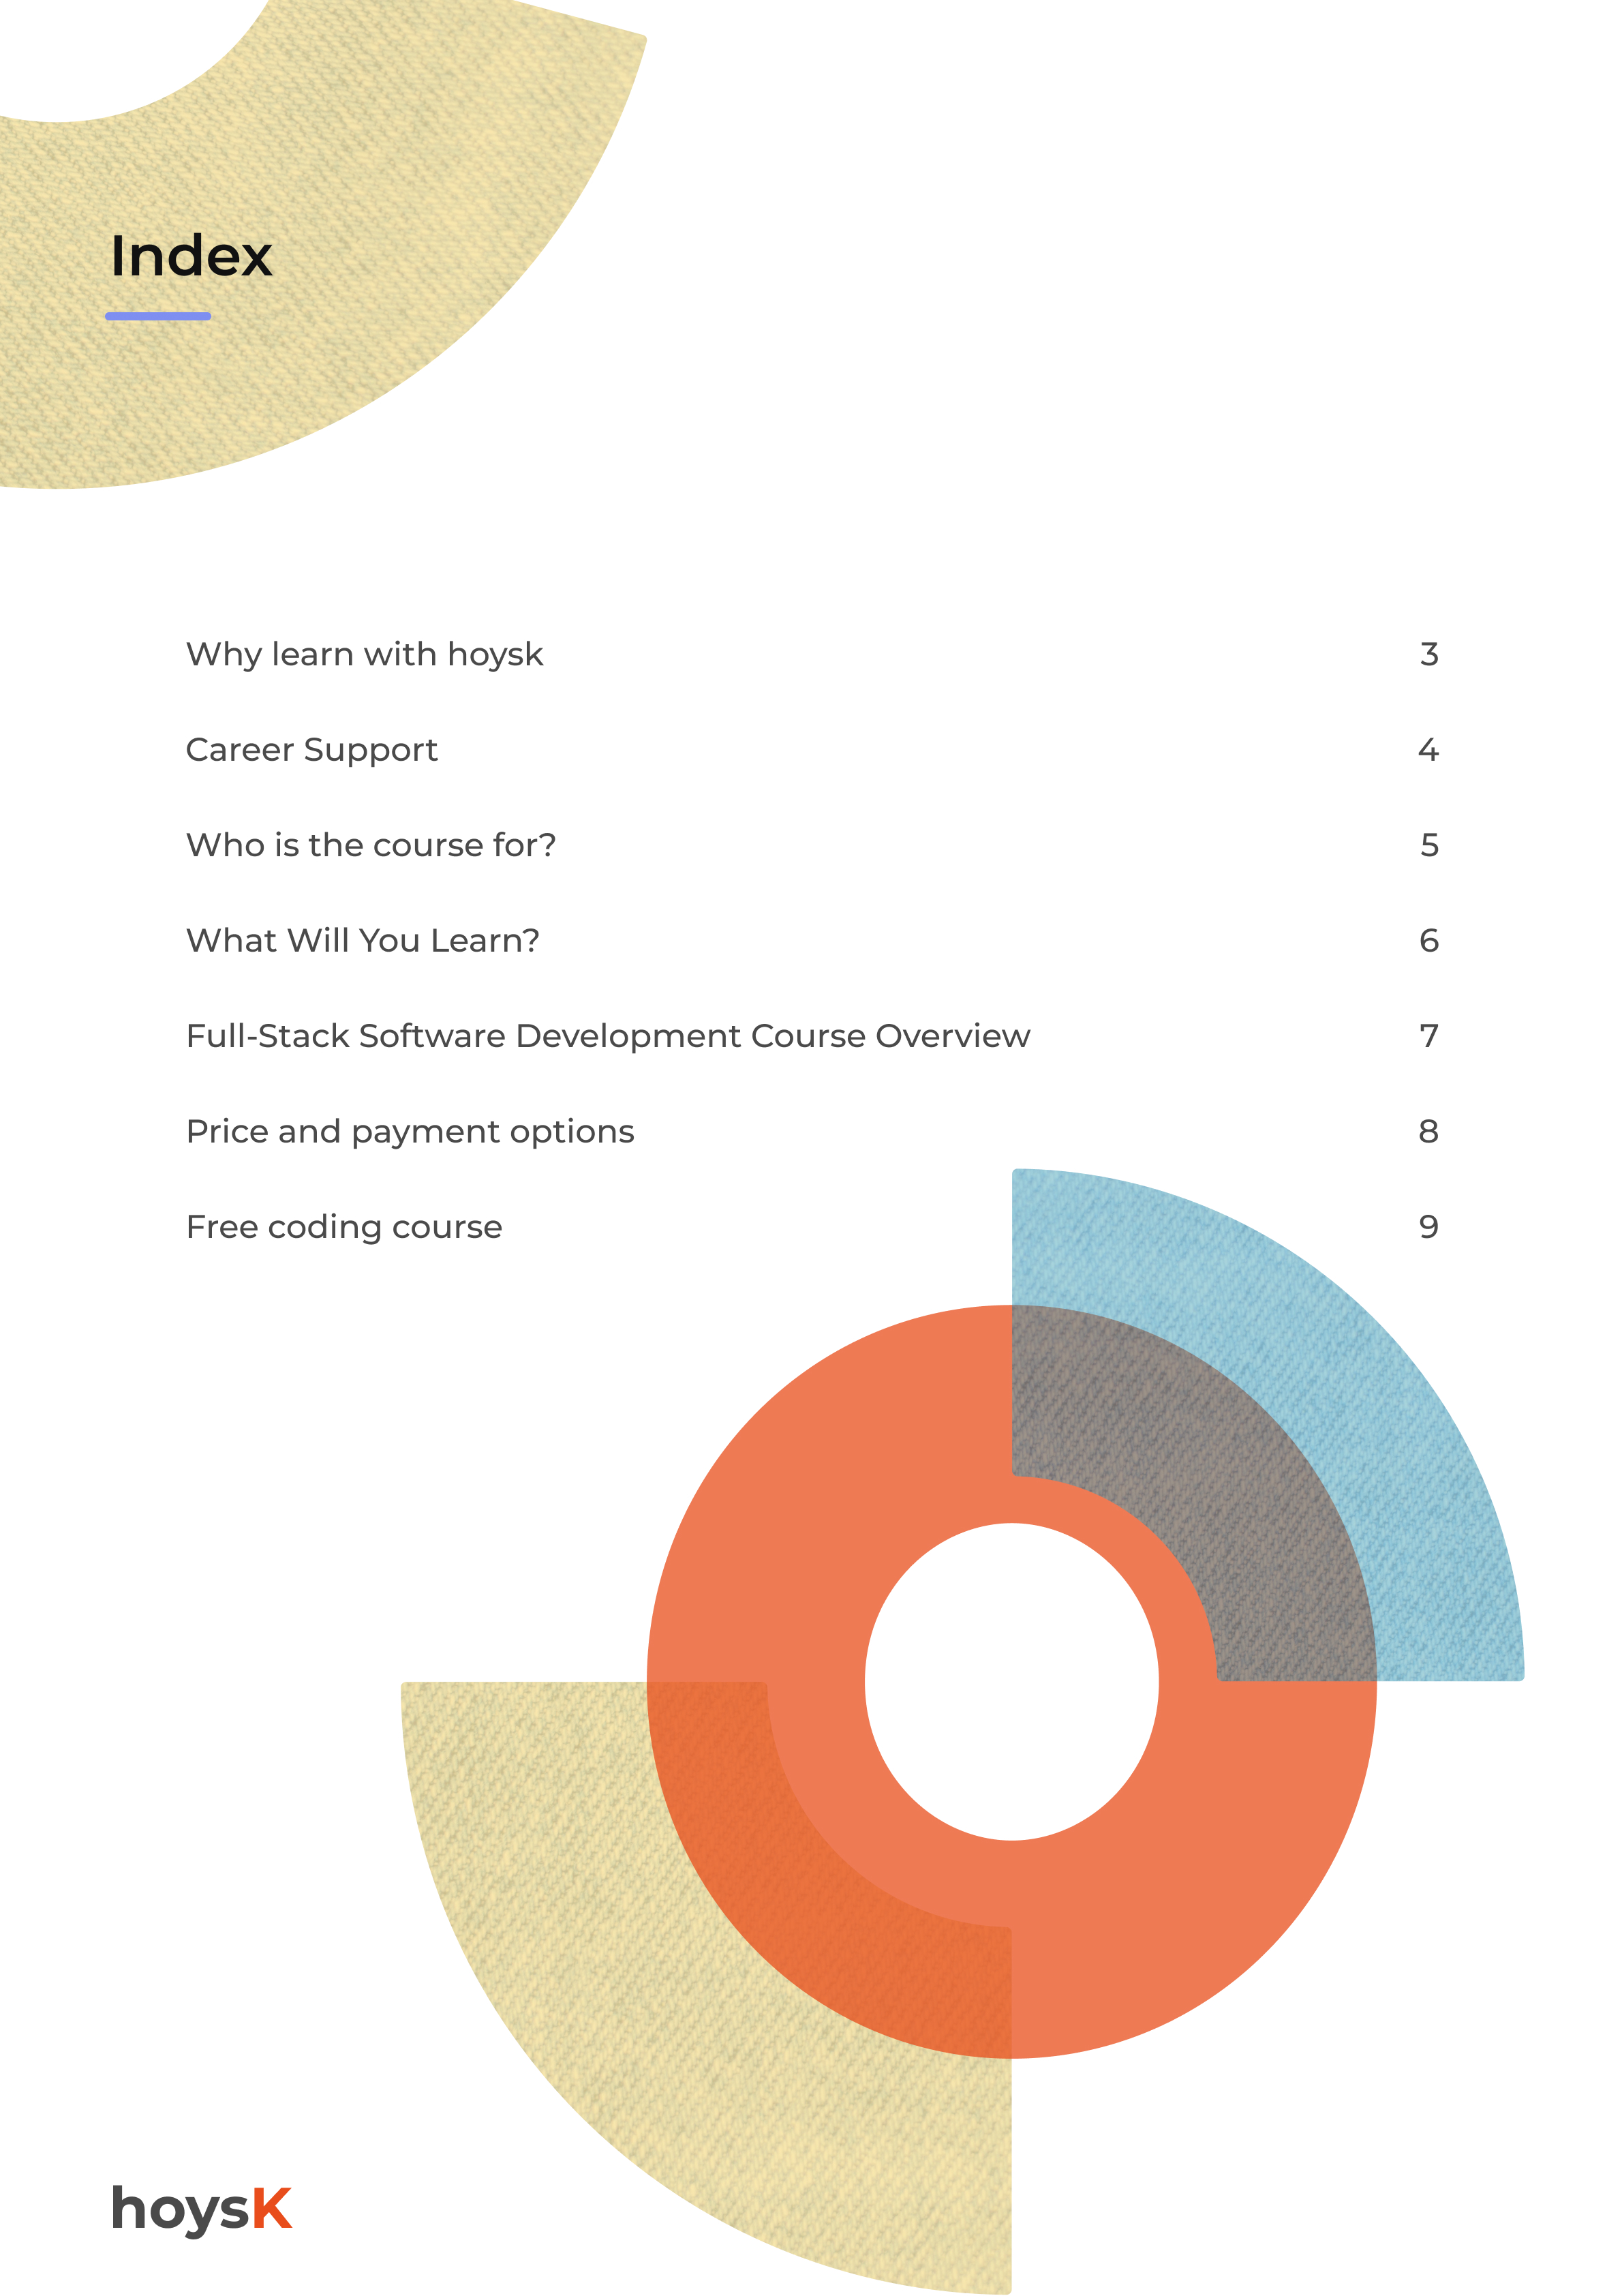 Index
Why learn with hoysk 3
Career Support 4
Who is the course for? 5
What Will You Learn? 6
Full-Stack Software Development Course Overview 7
Price and payment options 8
Free coding course 9
hoysK